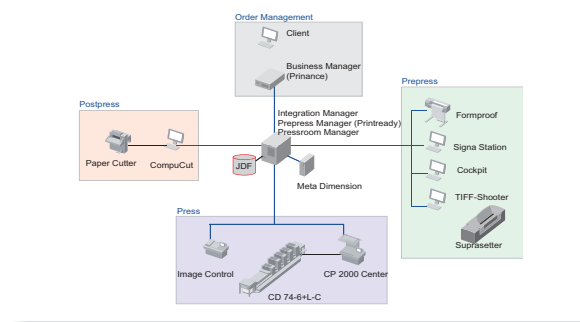 Order Management
Client
Business Manager
(Prinance)
Prepress
Postpress
Integration Manager
Prepress Manager (Printready)
Pressroom Manager
Formproof
Signa Station
Paper Cutter
CompuCut
JDF
Cockpit
Meta Dimension
TIFF-Shooter
Press
Suprasetter
Image Control
CP 2000 Center
CD 74-6+L-C